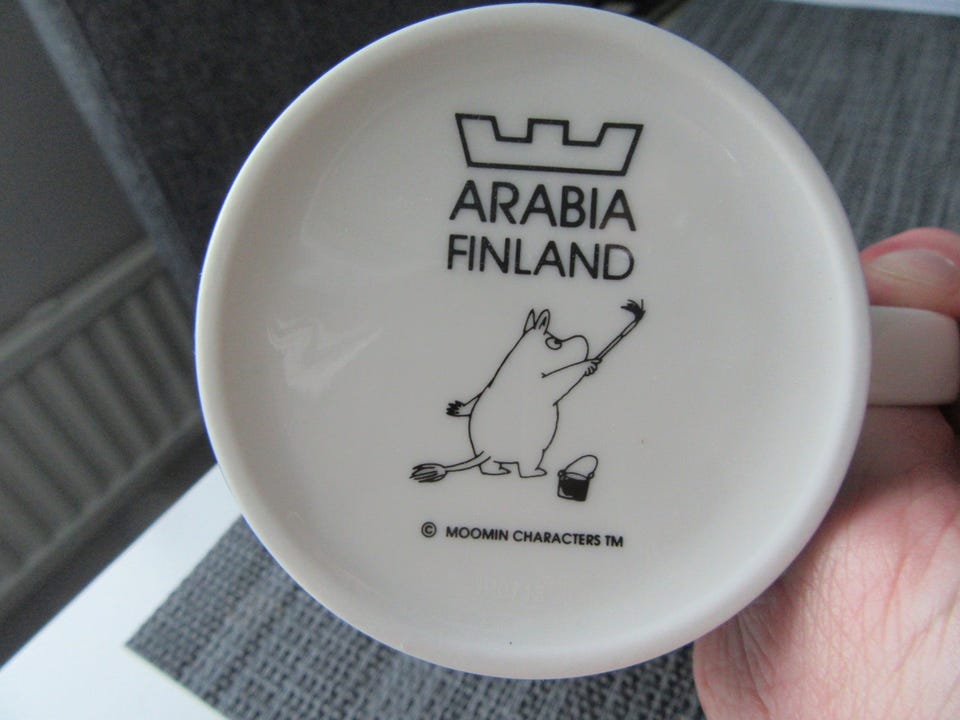 ARABIA
FINLAND
© MOOMIN CHARACTERS TM